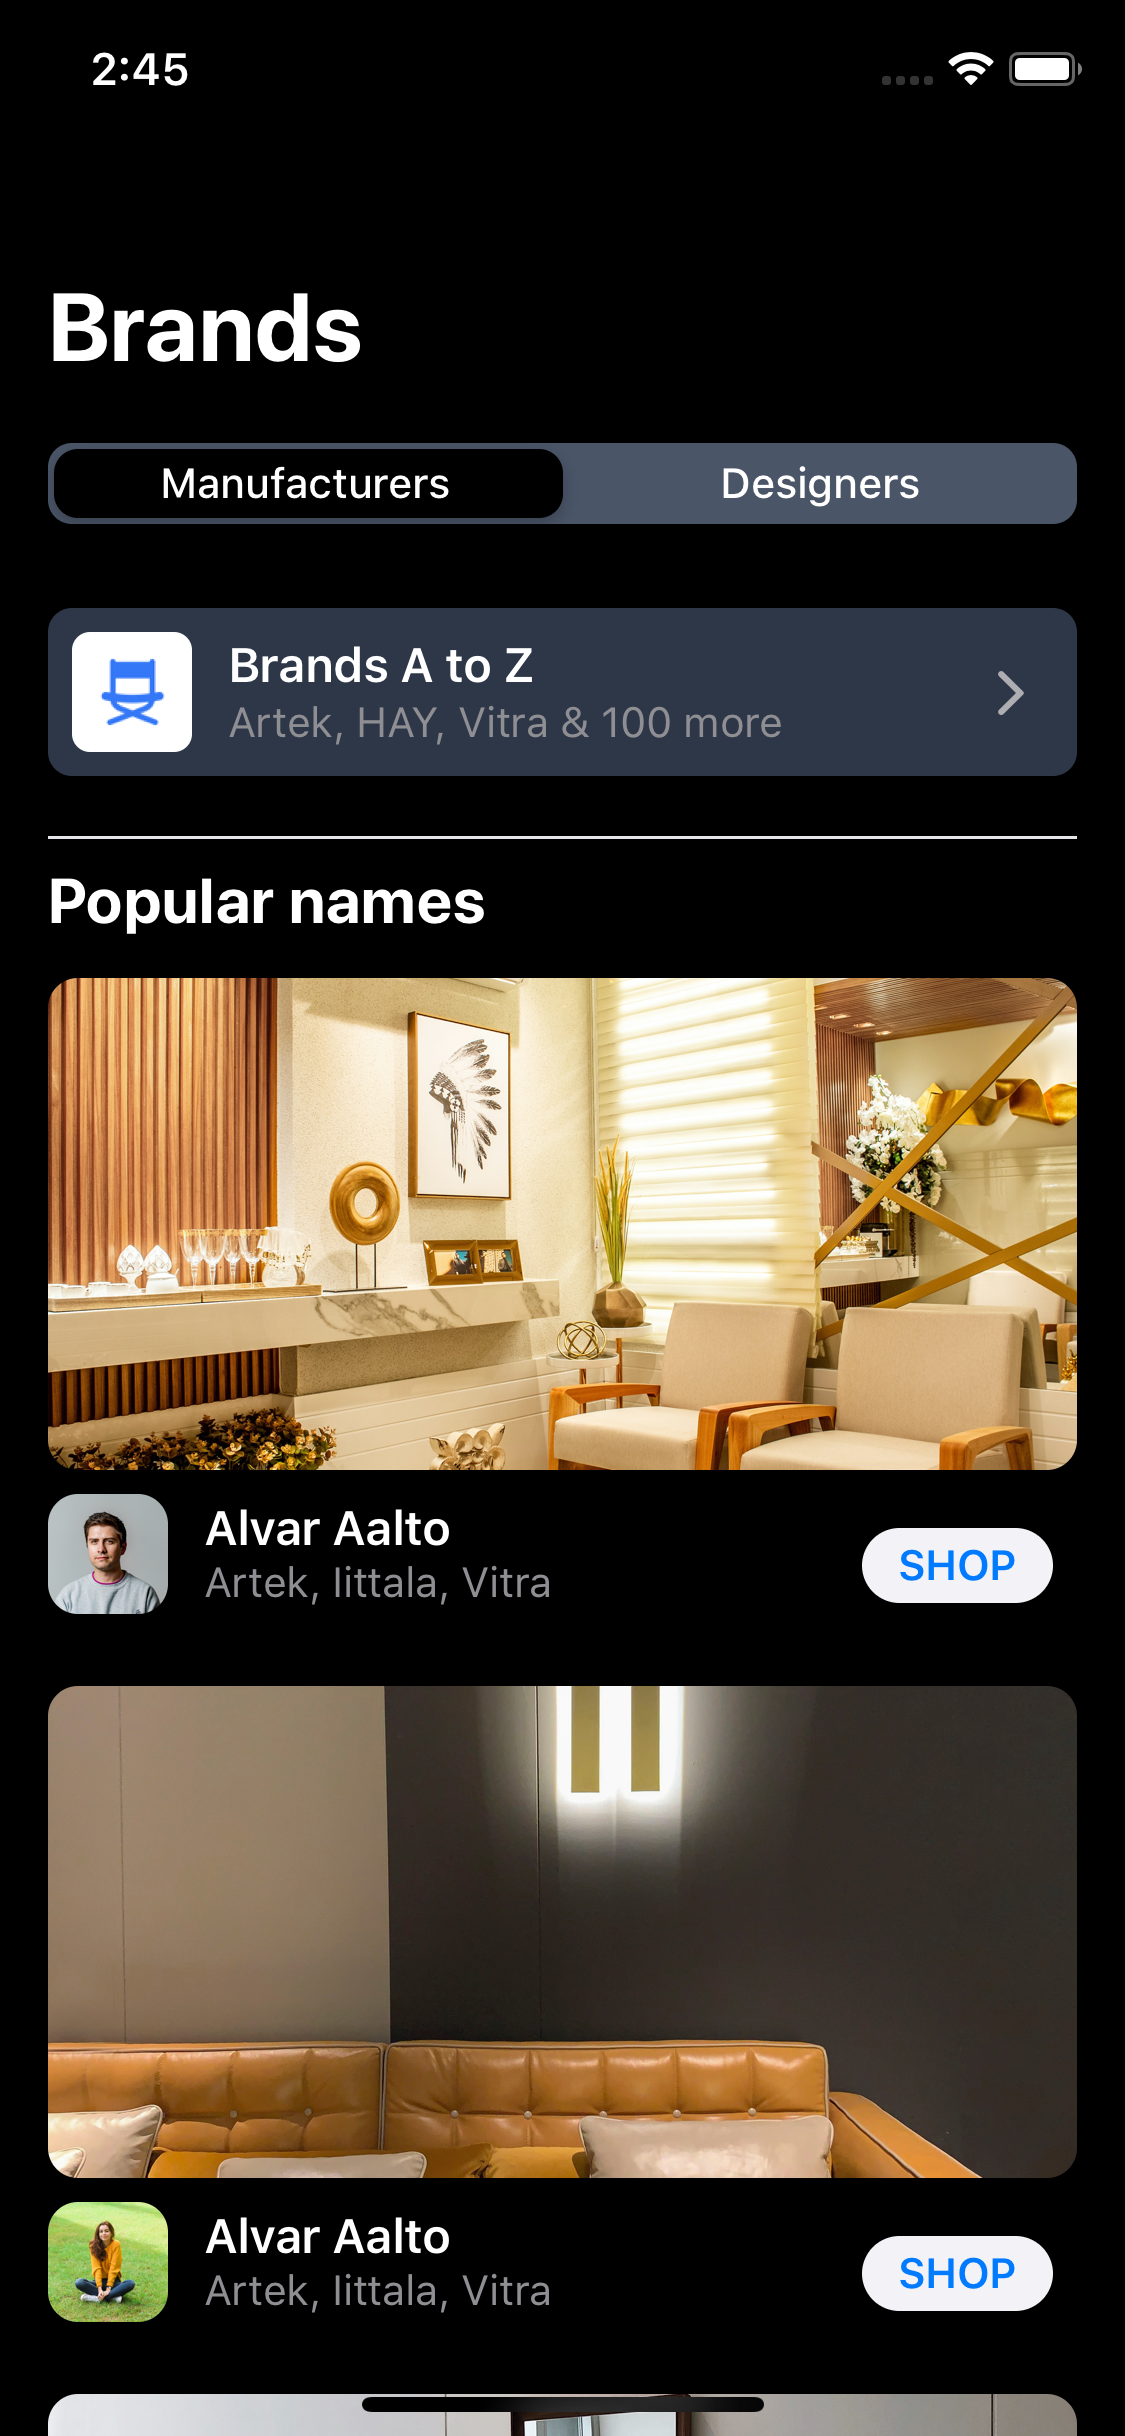 2:45
Brands
Manufacturers
Designers
Brands A to Z
Artek, HAY, Vitra & 100 more
Popular names
Alvar Aalto
Artek, Iittala, Vitra
SHOP
Alvar Aalto
Artek, Iittala, Vitra
SHOP